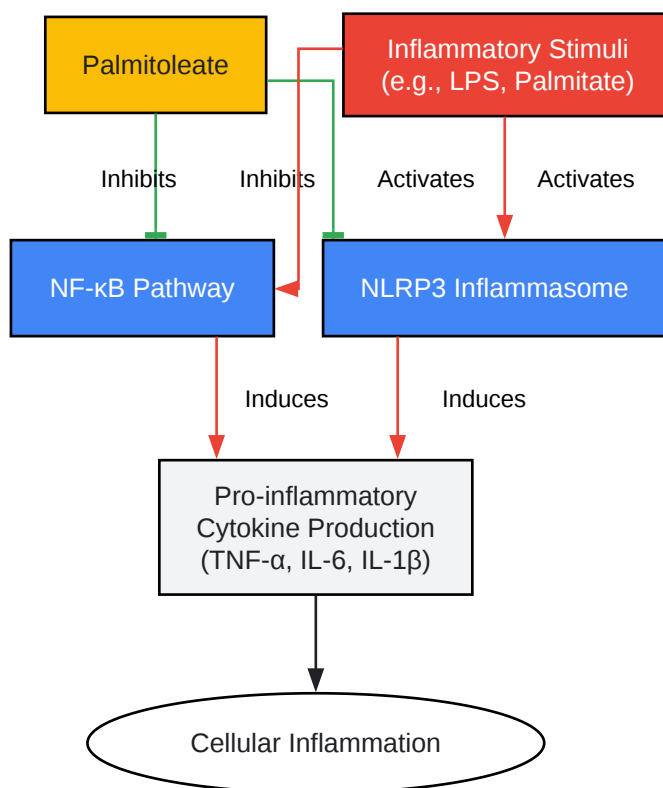 Palmitoleate
Inflammatory Stimuli
(e.g., LPS, Palmitate)
Inhibits
Inhibits
Activates
Activates
NF-κB Pathway
NLRP3 Inflammasome
Induces
Induces
Pro-inflammatory
Cytokine Production
(TNF-α, IL-6, IL-1β)
Cellular Inflammation